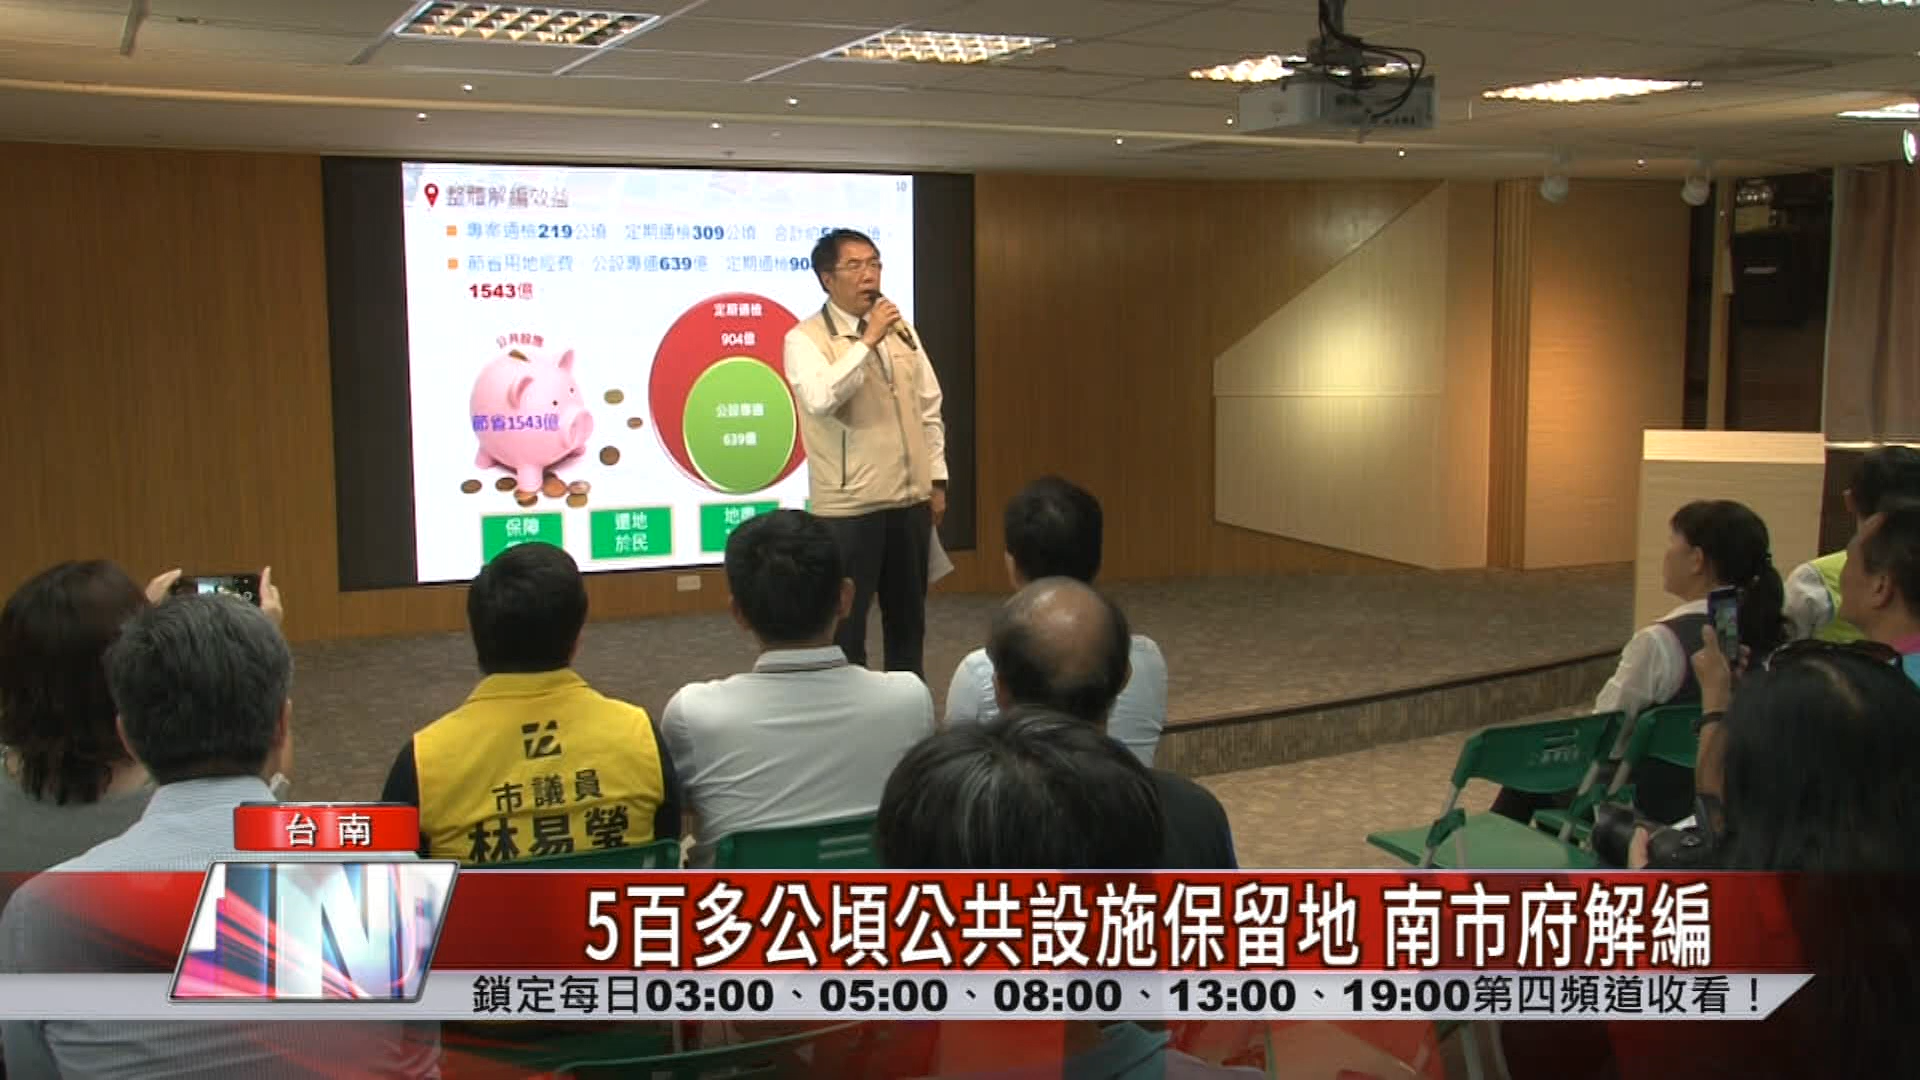 整體解編效益
10
專案通檢219公頃 定期通檢309公頃 合計約
節省用地經費 公設專通639億 定期通檢90
1543億
定期通檢
904億
公共設施
節省1543億
公設專通
639億
保障
還地
於民
市議員
林易瑩
台南
5百多公頃公共設施保留地 南市府解編
鎖定每日03:00、05:00、08:00、13:00、19:00第四頻道收看！